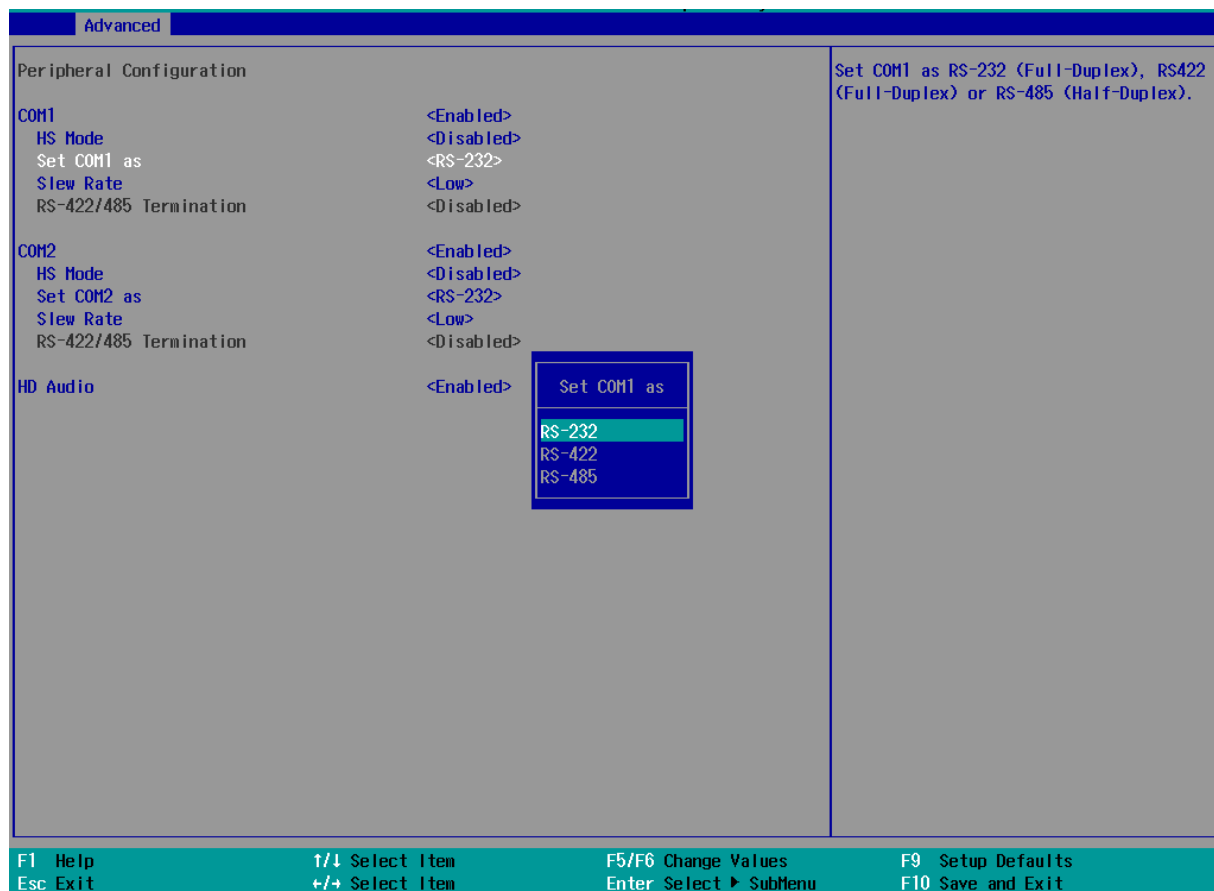 Advanced
Peripheral Configuration
Set COM1 as RS-232 (Full-Duplex), RS422
(Full-Duplex) or RS-485 (Half-Duplex).
COM1 <Enabled>
HS Mode <Disabled>
Set COM1 as <RS-232>
Slew Rate <Low>
RS-422/485 Termination <Disabled>
COM2 <Enabled>
HS Mode <Disabled>
Set COM2 as <RS-232>
Slew Rate <Low>
RS-422/485 Termination <Disabled>
HD Audio <Enabled>
Set COM1 as
RS-232
RS-422
RS-485
F1 Help ↑/↓ Select Item F5/F6 Change Values F9 Setup Defaults
Esc Exit ←/→ Select Item Enter Select ▶ SubMenu F10 Save and Exit